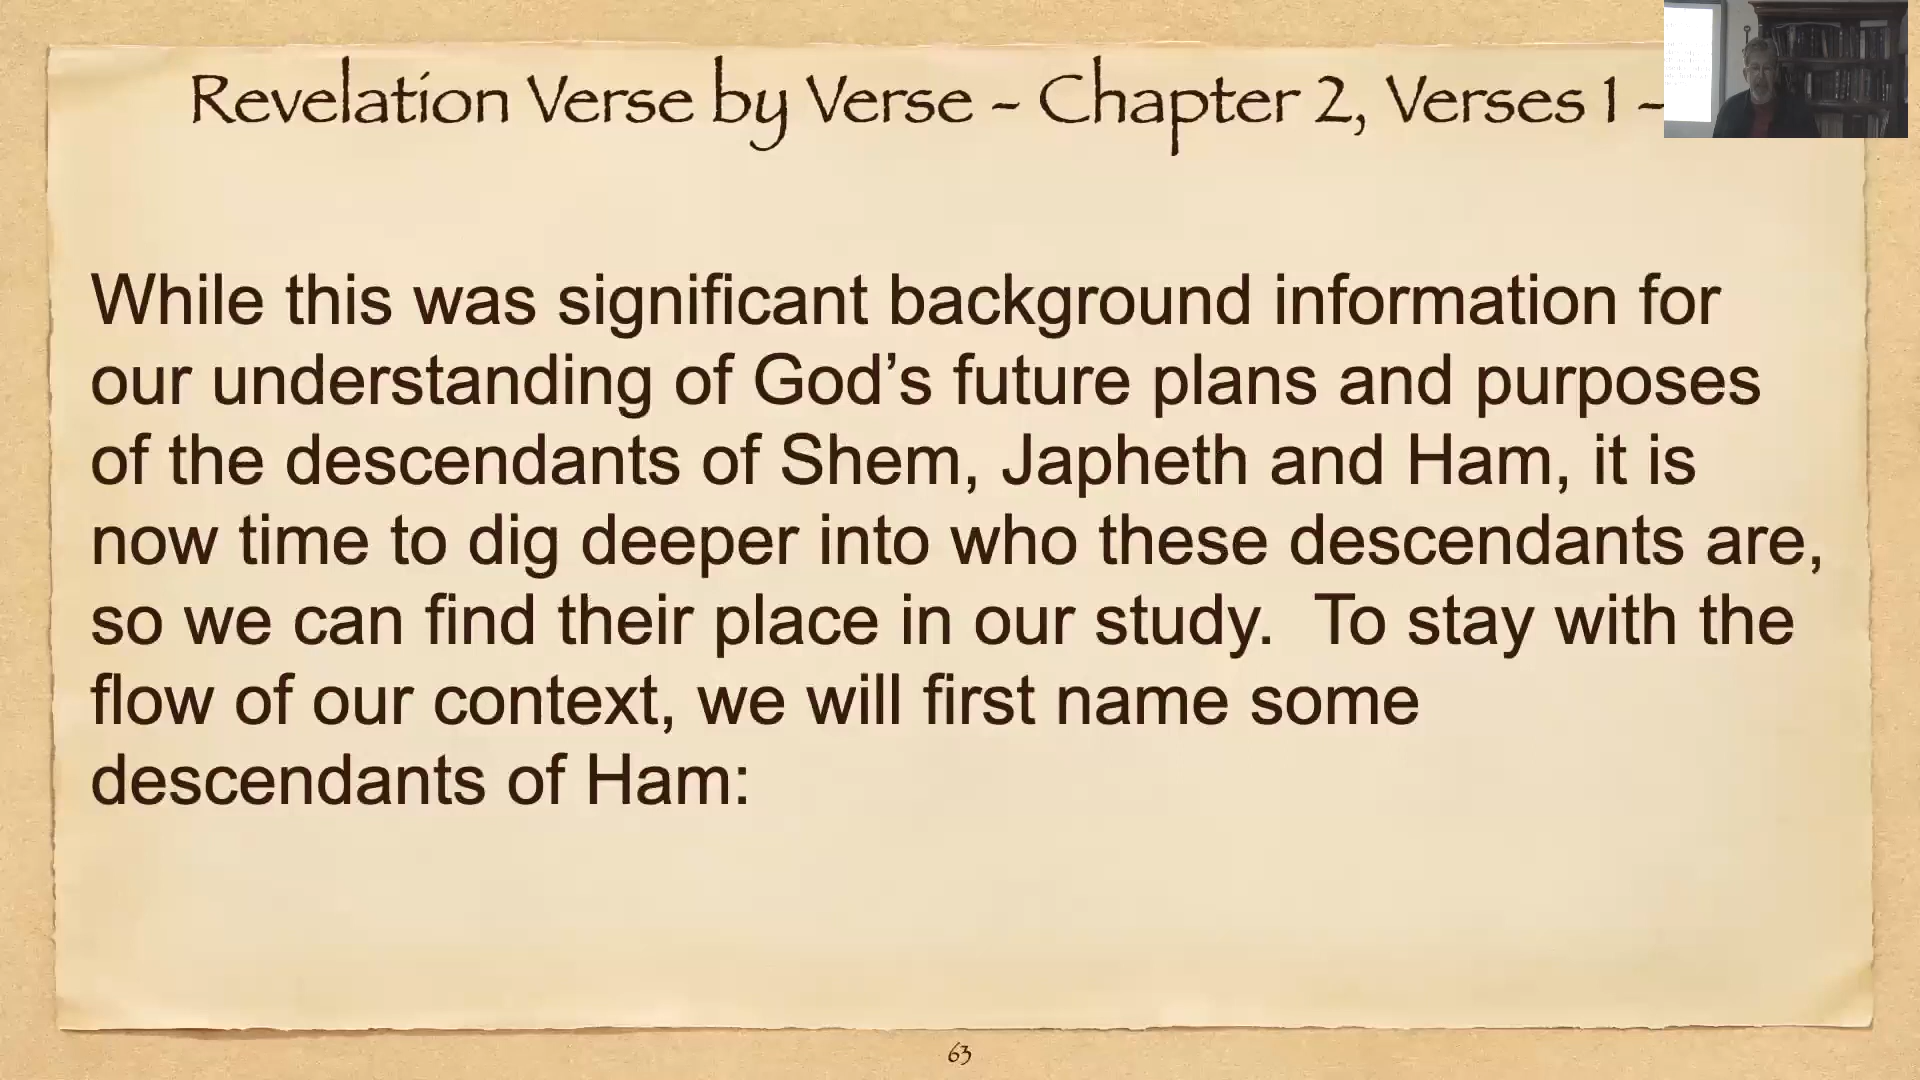 Revelation Verse by Verse ~ Chapter 2, Verses 1 ~
While this was significant background information for
our understanding of God’s future plans and purposes
of the descendants of Shem, Japheth and Ham, it is
now time to dig deeper into who these descendants are,
so we can find their place in our study.  To stay with the
flow of our context, we will first name some
descendants of Ham:
63